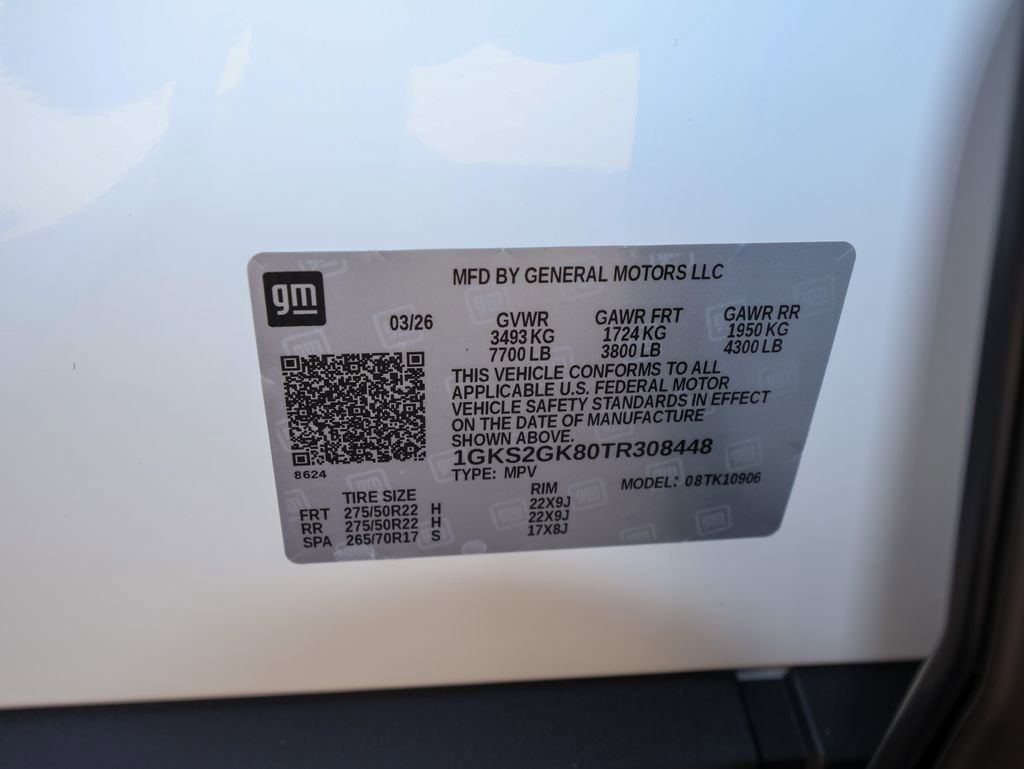 gm
MFD BY GENERAL MOTORS LLC
03/26
GVWR GAWR FRT GAWR RR
3493 KG 1724 KG 1950 KG
7700 LB 3800 LB 4300 LB
THIS VEHICLE CONFORMS TO ALL
APPLICABLE U.S. FEDERAL MOTOR
VEHICLE SAFETY STANDARDS IN EFFECT
ON THE DATE OF MANUFACTURE
SHOWN ABOVE.
1GKS2GK80TR308448
8624
TYPE: MPV MODEL: 08TK10906
TIRE SIZE RIM
FRT 275/50R22 H 22X9J
RR 275/50R22 H 22X9J
SPA 265/70R17 S 17X8J